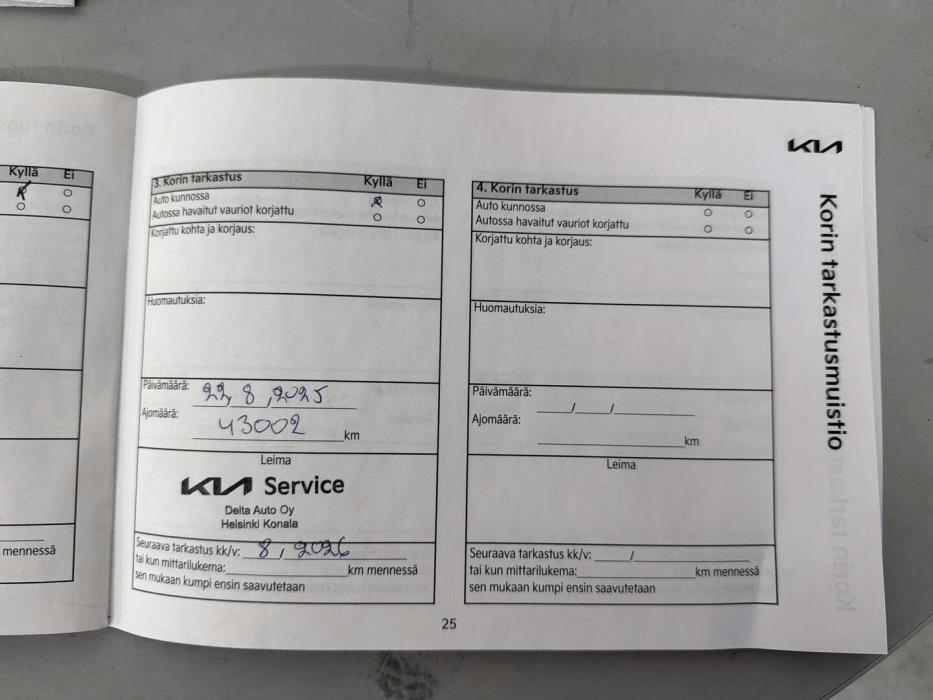 Kyllä Ei
mennessä
3. Korin tarkastus Kyllä Ei
Auto kunnossa
Autossa havaitut vauriot korjattu
Korjattu kohta ja korjaus:
Huomautuksia:
Päivämäärä: 22, 8, 2025
Ajomäärä: 43002 km
Leima
KIA Service
Delta Auto Oy
Helsinki Konala
Seuraava tarkastus kk/v: 8, 2026
tai kun mittarilukema: km mennessä
sen mukaan kumpi ensin saavutetaan
4. Korin tarkastus Kyllä Ei
Auto kunnossa
Autossa havaitut vauriot korjattu
Korjattu kohta ja korjaus:
Huomautuksia:
Päivämäärä: / /
Ajomäärä: km
Leima
Seuraava tarkastus kk/v: /
tai kun mittarilukema: km mennessä
sen mukaan kumpi ensin saavutetaan
KIA
Korin tarkastusmuistio
25